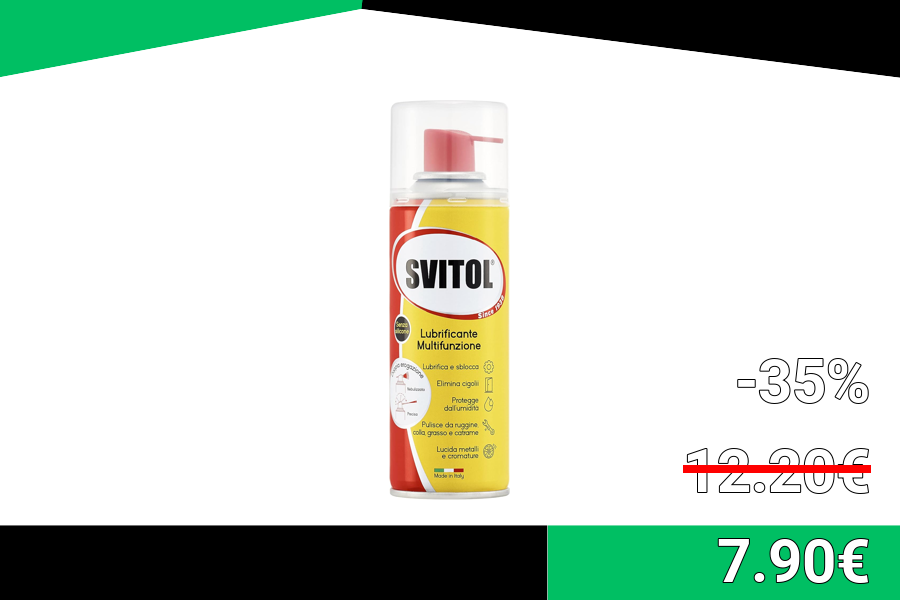 SVITOL®
Since 1936
senza
silicone
Lubrificante
Multifunzione
Lubrifica e sblocca
Elimina cigolii
Protegge
dall'umidità
Pulisce da ruggine,
colla, grasso e catrame
Lucida metalli
e cromature
Made in Italy
-35%
12.20€
7.90€